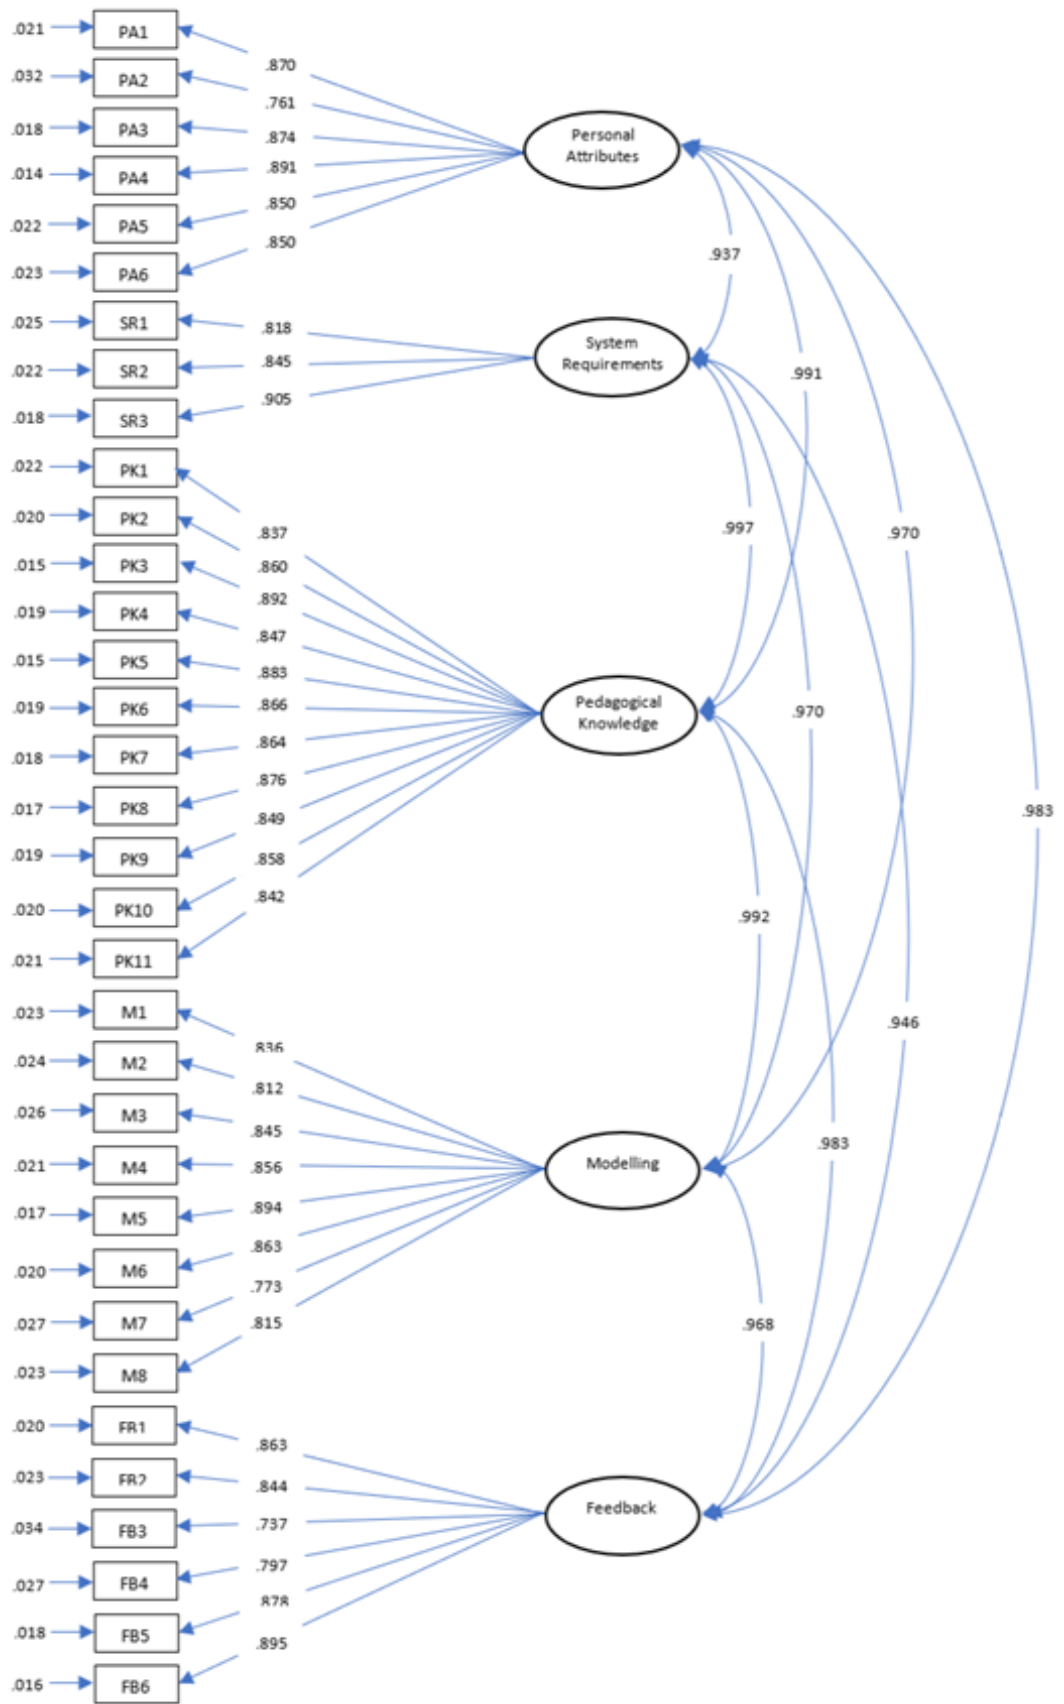 .021 PA1
.870
.032 PA2
.761
.018 PA3
.874
.014 PA4
.891
.022 PA5
.850
.023 PA6
.850
Personal
Attributes
.937
.025 SR1
.818
.022 SR2
.845
.018 SR3
.905
System
Requirements
.991
.022 PK1
.837
.020 PK2
.860
.015 PK3
.892
.019 PK4
.847
.015 PK5
.883
.019 PK6
.866
.018 PK7
.864
.017 PK8
.876
.019 PK9
.849
.020 PK10
.858
.021 PK11
.842
Pedagogical
Knowledge
.997
.970
.970
.983
.992
.023 M1
.836
.024 M2
.812
.026 M3
.845
.021 M4
.856
.017 M5
.894
.020 M6
.863
.027 M7
.773
.023 M8
.815
Modelling
.946
.983
.968
.020 FR1
.863
.023 FR2
.844
.034 FB3
.737
.027 FB4
.797
.018 FB5
.878
.016 FB6
.895
Feedback